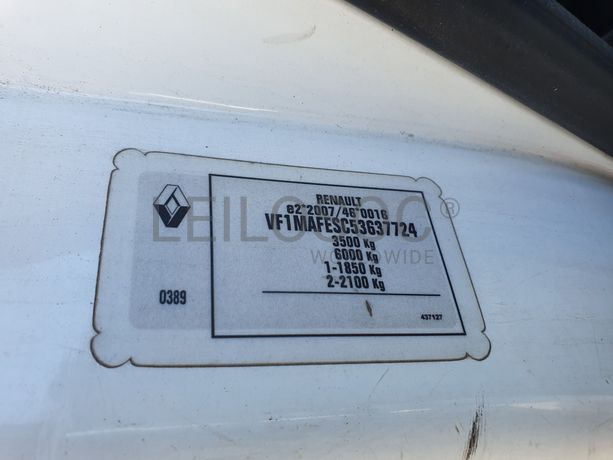 RENAULT
e2*2007/46*0016
VF1MAFESC53637724
3500 Kg
6000 Kg
1-1850 Kg
2-2100 Kg
0389
437127
LEILOSOC®
WORLDWIDE